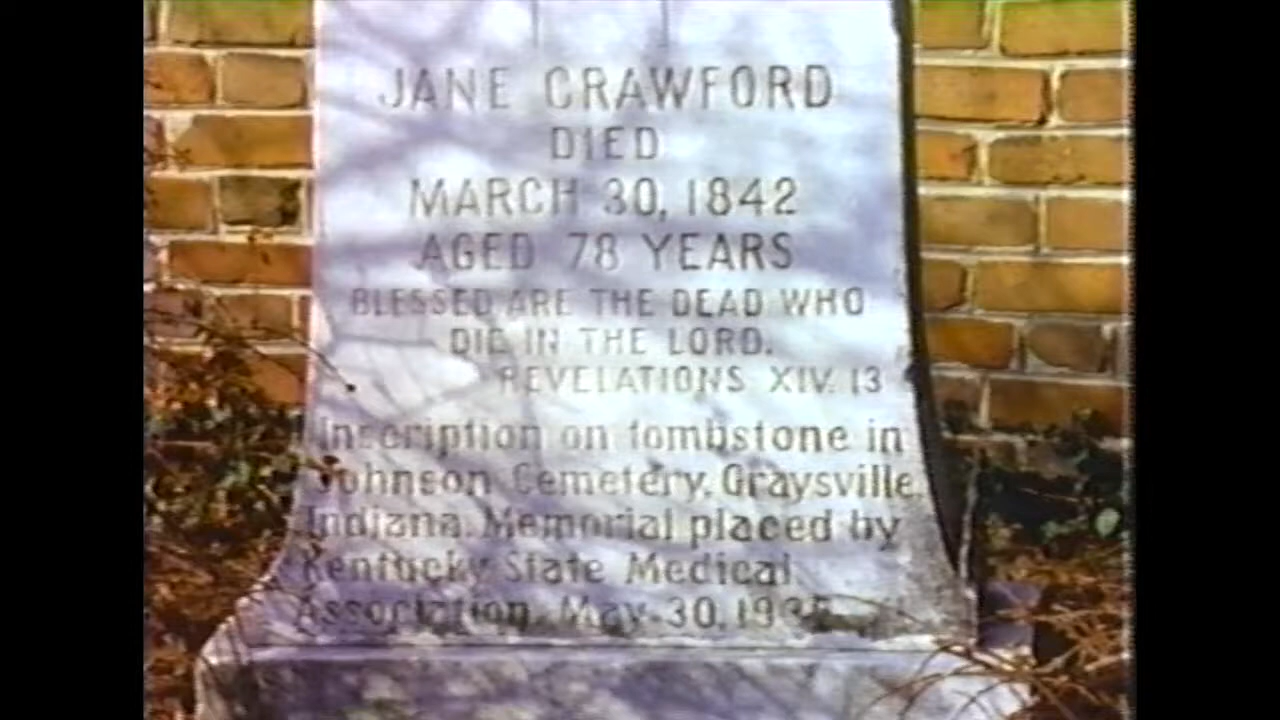 JANE CRAWFORD
DIED
MARCH 30, 1842
AGED 78 YEARS
BLESSED ARE THE DEAD WHO
DIE IN THE LORD.
REVELATIONS XIV. 13
Inscription on tombstone in
Johnson Cemetery, Graysville,
Indiana. Memorial placed by
Kentucky State Medical
Association, May 30, 1935